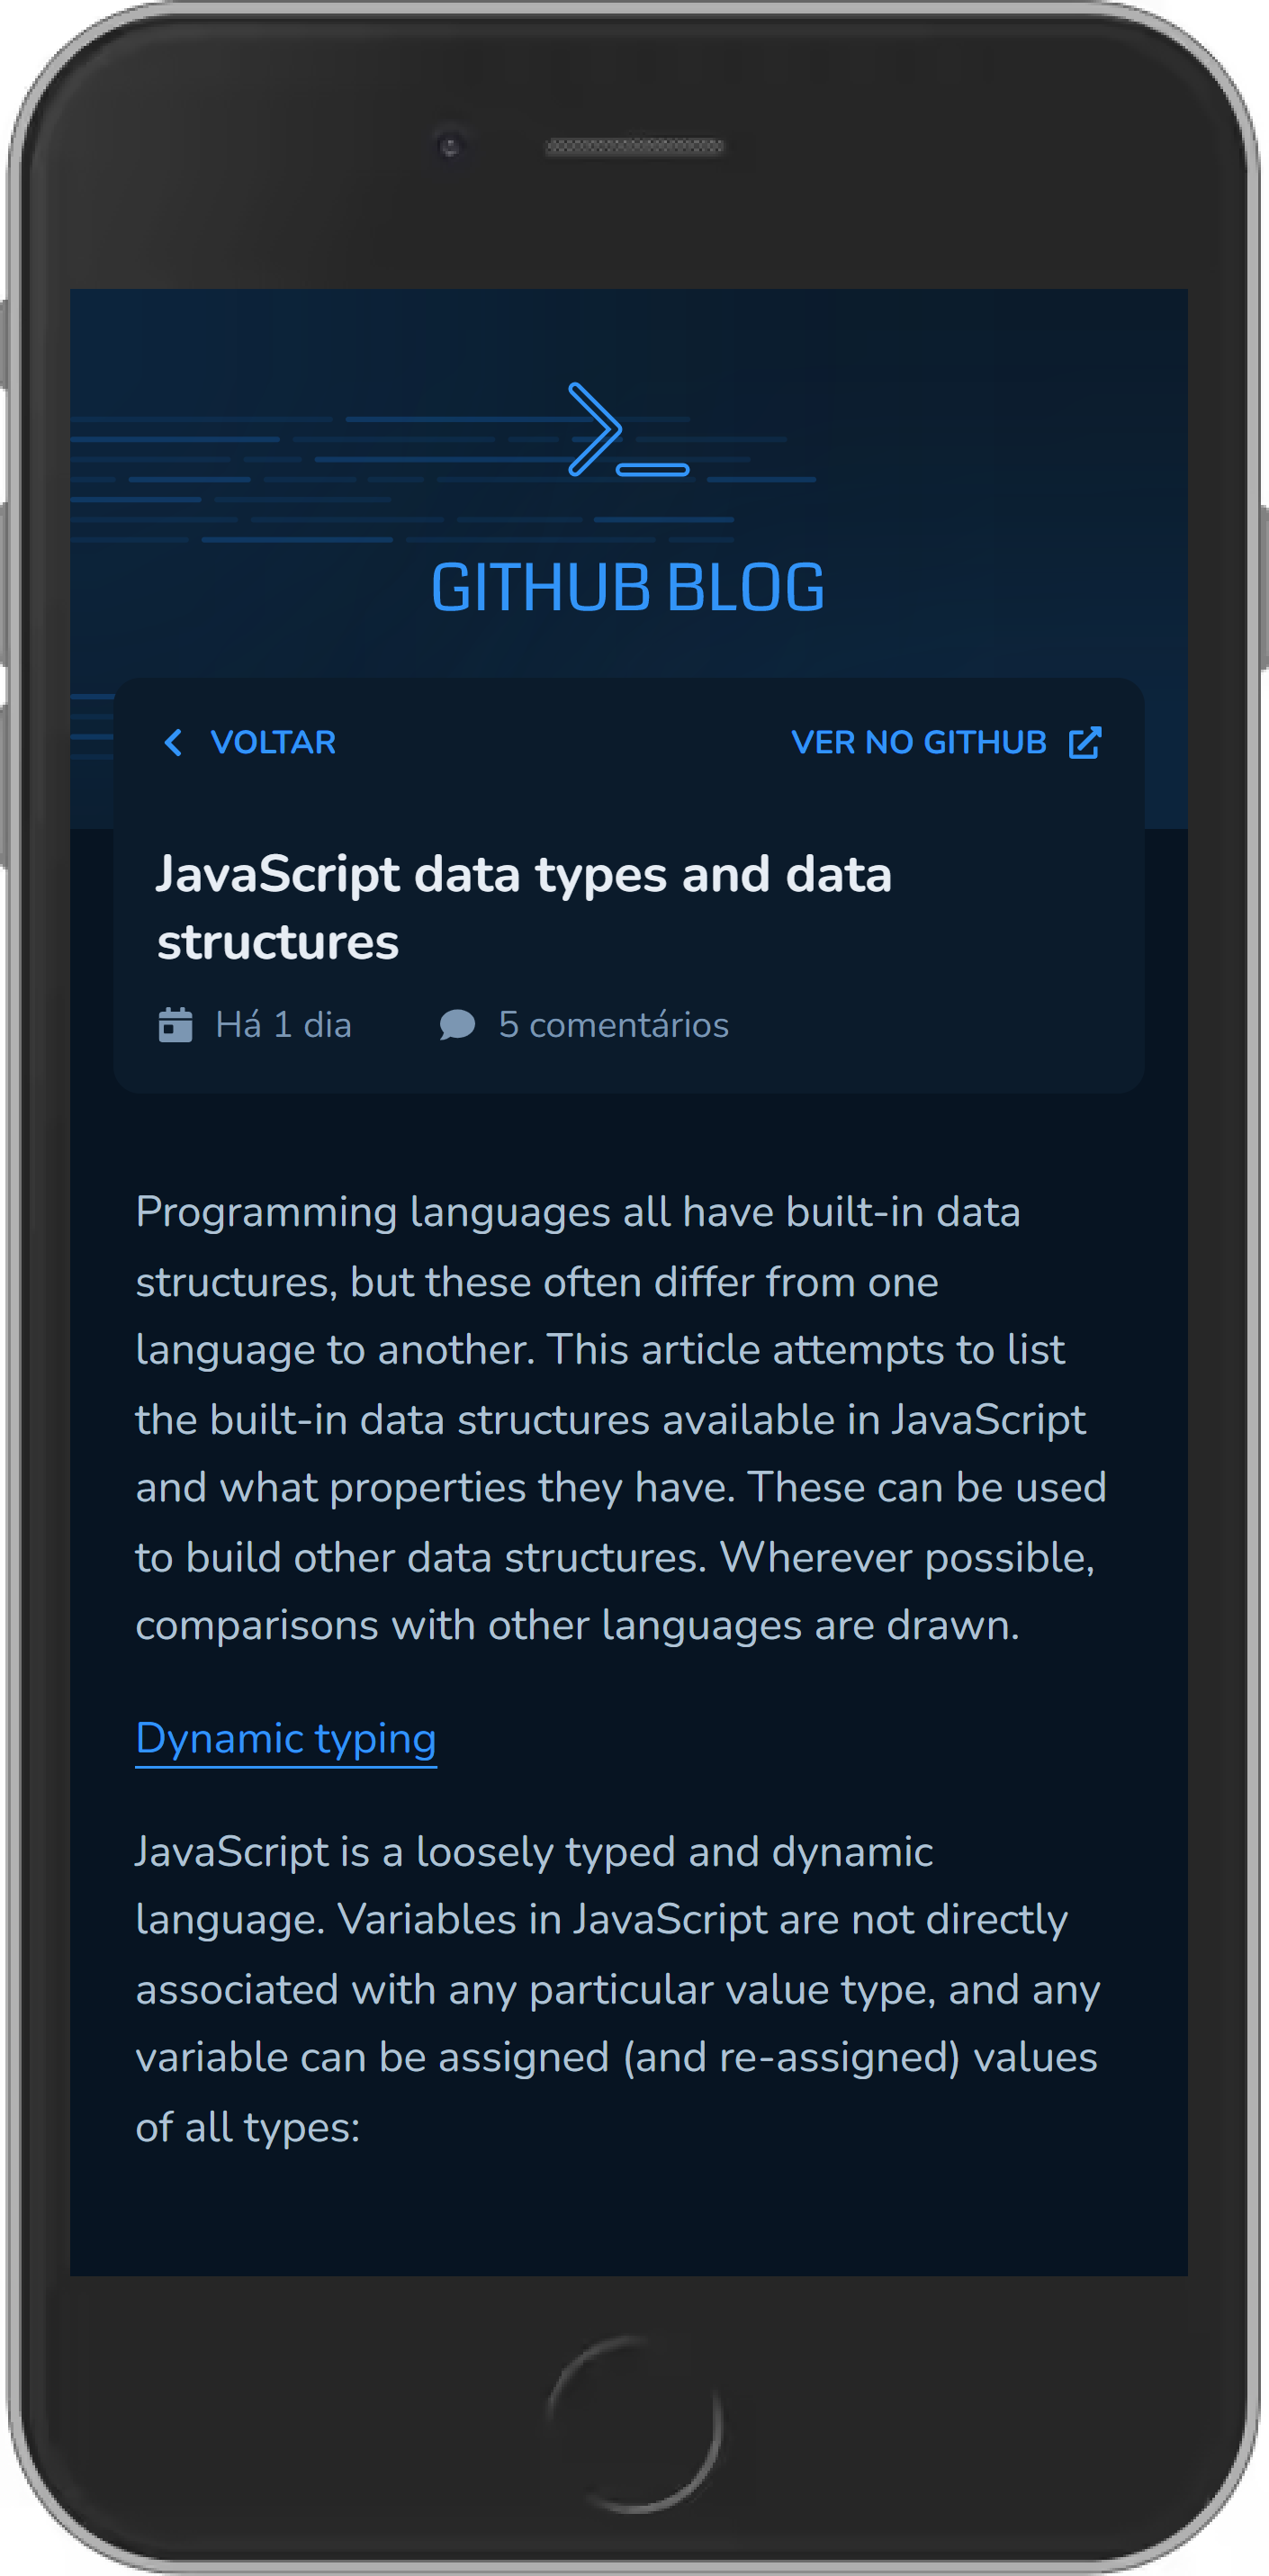 GITHUB BLOG
VOLTAR
VER NO GITHUB
JavaScript data types and data
structures
Há 1 dia
5 comentários
Programming languages all have built-in data
structures, but these often differ from one
language to another. This article attempts to list
the built-in data structures available in JavaScript
and what properties they have. These can be used
to build other data structures. Wherever possible,
comparisons with other languages are drawn.
Dynamic typing
JavaScript is a loosely typed and dynamic
language. Variables in JavaScript are not directly
associated with any particular value type, and any
variable can be assigned (and re-assigned) values
of all types: